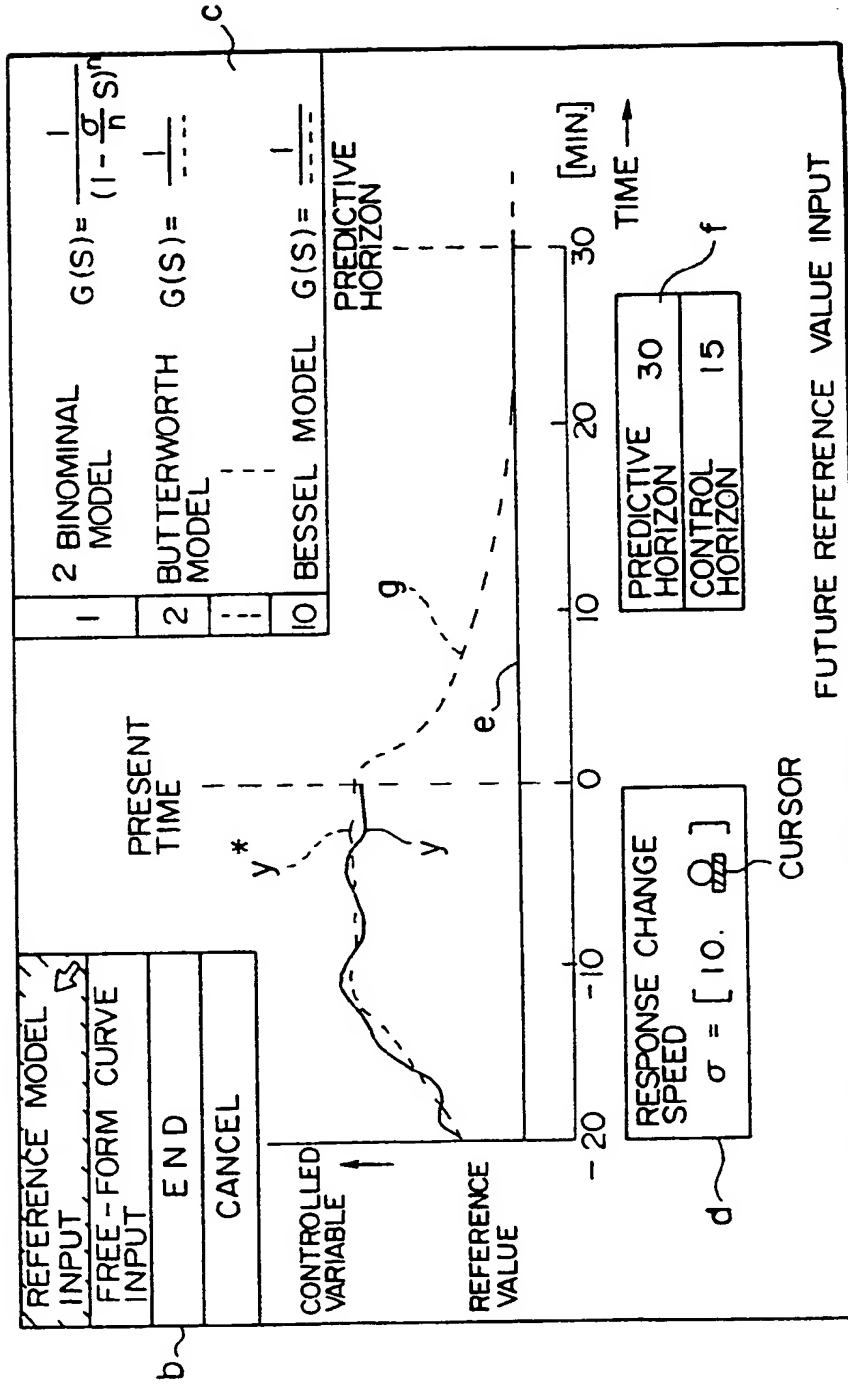 REFERENCE MODEL
INPUT
FREE-FORM CURVE
INPUT
END
CANCEL
b
1 2 BINOMINAL
MODEL
G(S)= 1
(1 - σ/n S)^n
2 BUTTERWORTH
MODEL
G(S)= 1
10 BESSEL MODEL G(S)= 1
c
PRESENT
TIME
PREDICTIVE
HORIZON
CONTROLLED
VARIABLE
REFERENCE
VALUE
y*
y
g
e
-20 -10 0 10 20 30 [MIN.]
TIME
RESPONSE CHANGE
SPEED
σ = [ 10. ]
d
CURSOR
PREDICTIVE
HORIZON 30
CONTROL
HORIZON 15
f
FUTURE REFERENCE VALUE INPUT